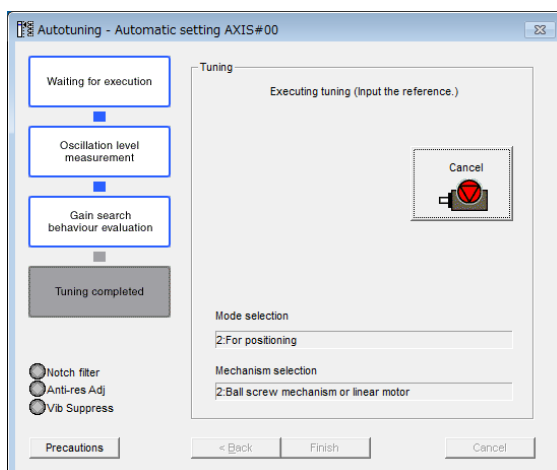 Autotuning - Automatic setting AXIS#00
Waiting for execution
Oscillation level
measurement
Gain search
behaviour evaluation
Tuning completed
Notch filter
Anti-res Adj
Vib Suppress
Precautions
Tuning
Executing tuning (Input the reference.)
Cancel
Mode selection
2:For positioning
Mechanism selection
2:Ball screw mechanism or linear motor
< Back
Finish
Cancel